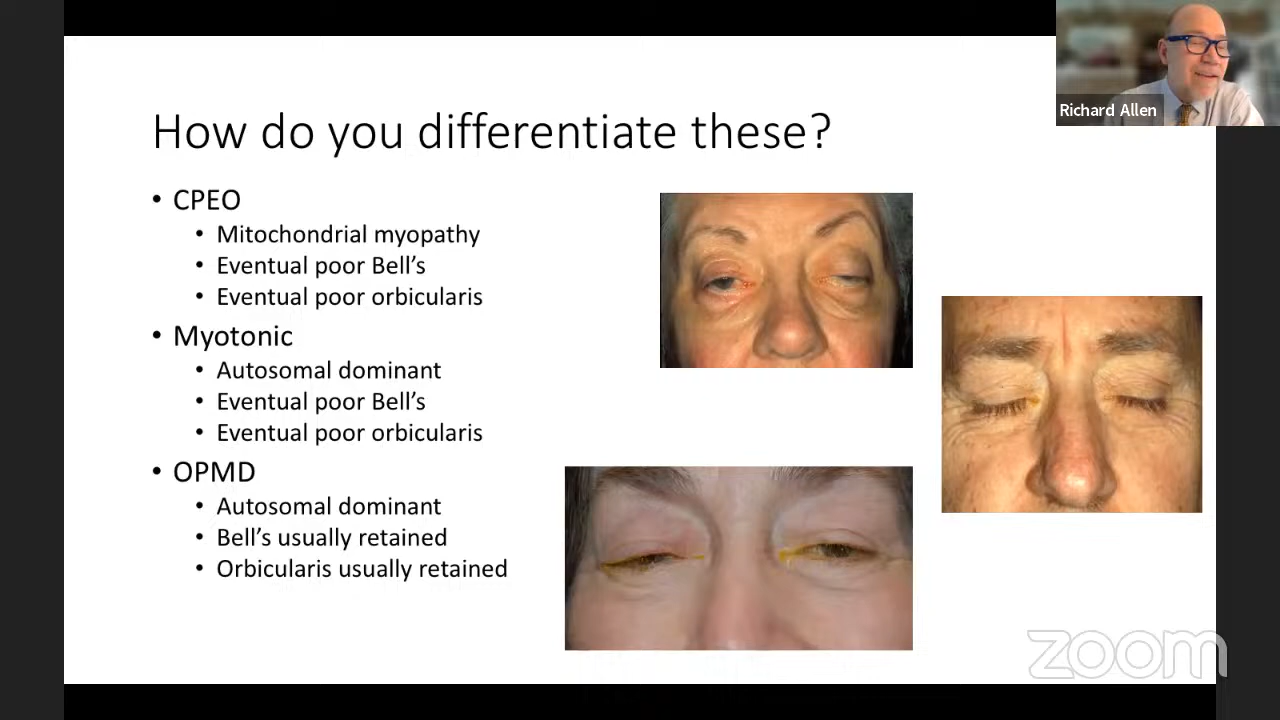 Richard Allen
How do you differentiate these?
• CPEO
• Mitochondrial myopathy
• Eventual poor Bell's
• Eventual poor orbicularis
• Myotonic
• Autosomal dominant
• Eventual poor Bell's
• Eventual poor orbicularis
• OPMD
• Autosomal dominant
• Bell's usually retained
• Orbicularis usually retained
zoom